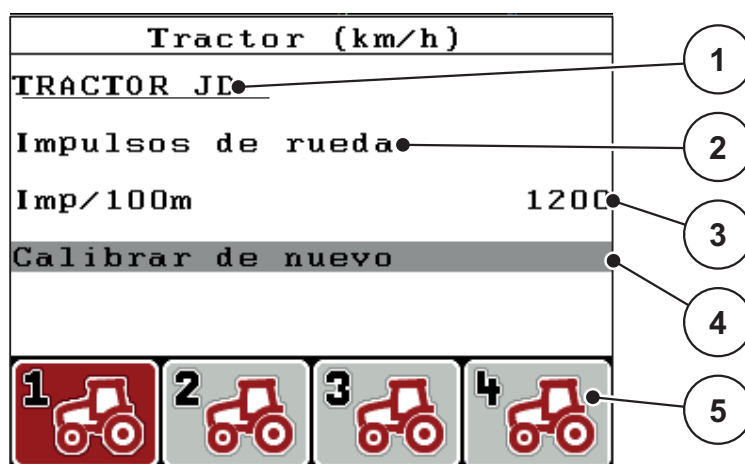 Tractor (km/h)
TRACTOR JD
Impulsos de rueda
Imp/100m 1200
Calibrar de nuevo
1 2 3 4
1
2
3
4
5